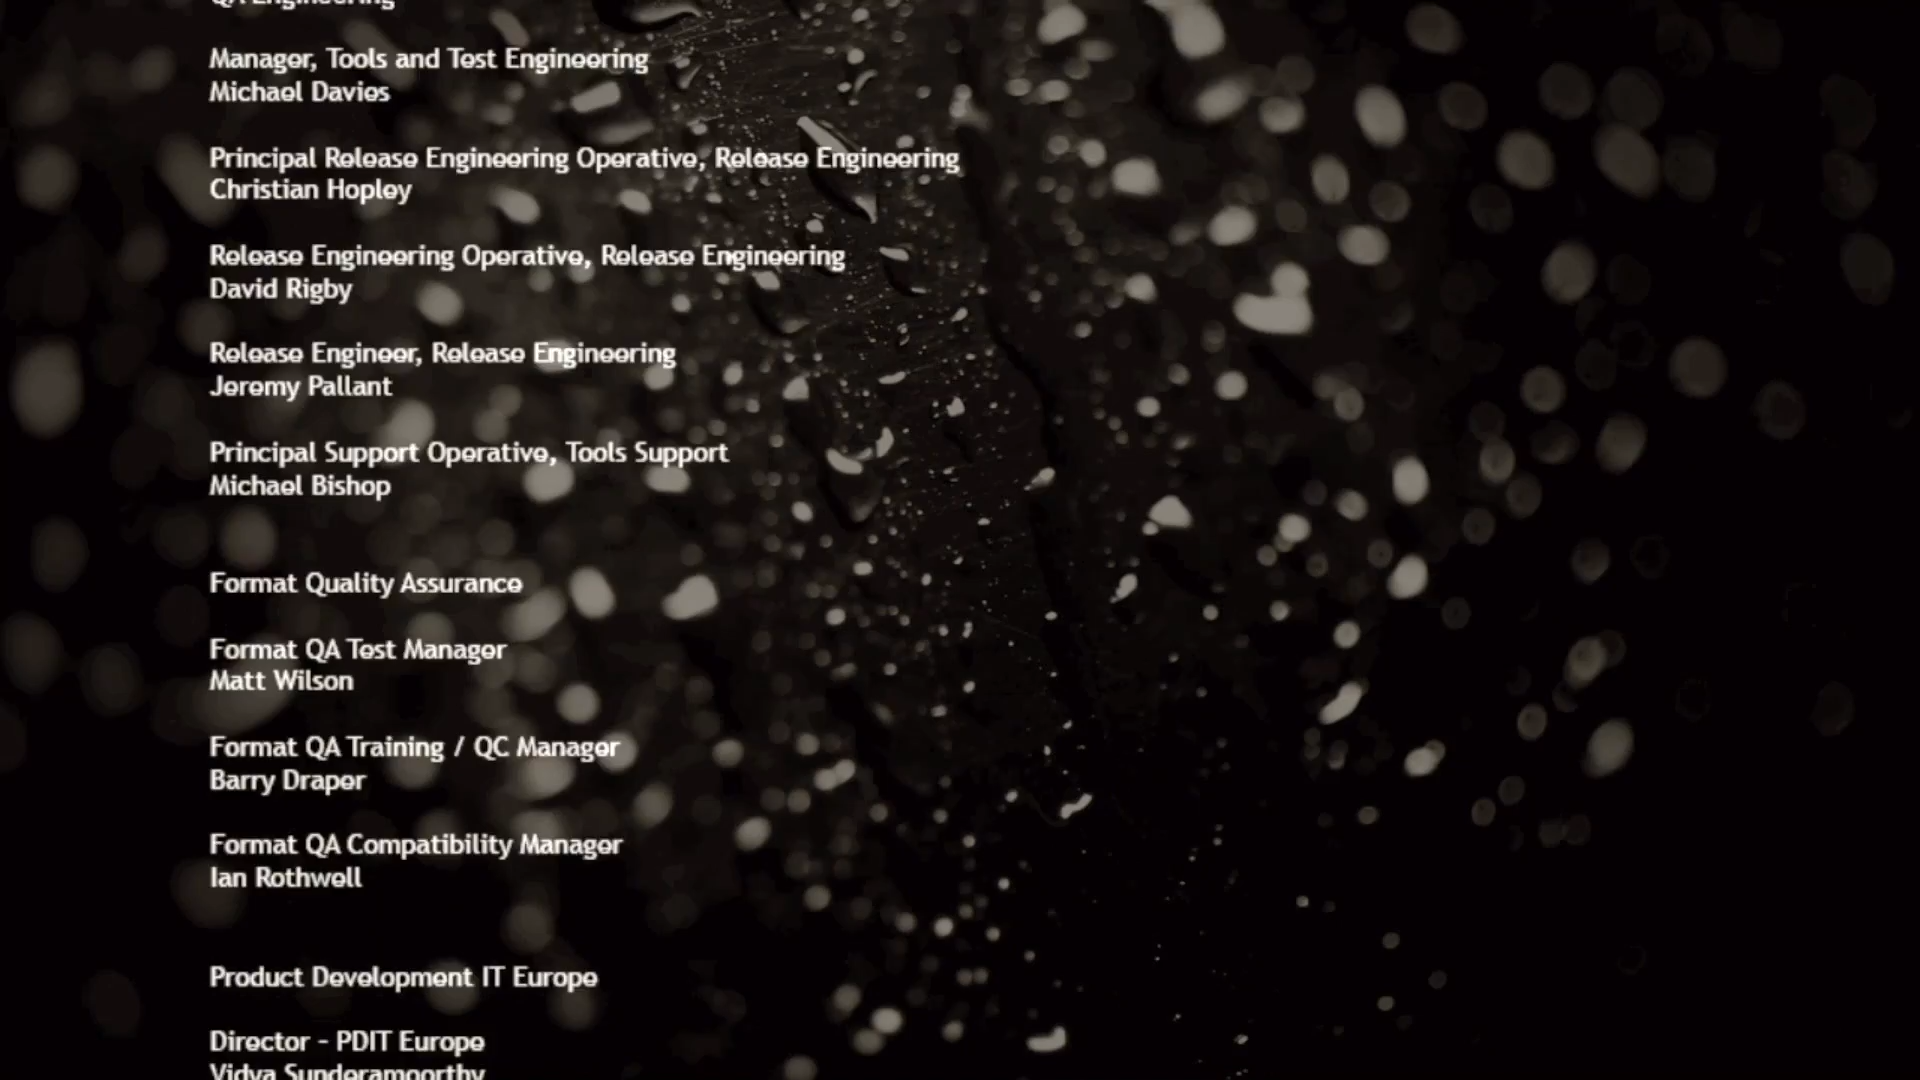 QA Engineering
Manager, Tools and Test Engineering
Michael Davies
Principal Release Engineering Operative, Release Engineering
Christian Hopley
Release Engineering Operative, Release Engineering
David Rigby
Release Engineer, Release Engineering
Jeremy Pallant
Principal Support Operative, Tools Support
Michael Bishop
Format Quality Assurance
Format QA Test Manager
Matt Wilson
Format QA Training / QC Manager
Barry Draper
Format QA Compatibility Manager
Ian Rothwell
Product Development IT Europe
Director - PDIT Europe
Vidya Sunderamoorthy